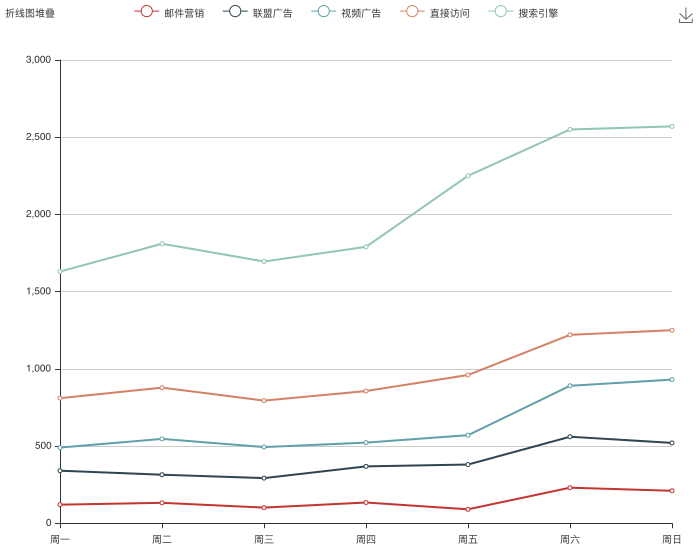 折线图堆叠
邮件营销
联盟广告
视频广告
直接访问
搜索引擎
3,000
2,500
2,000
1,500
1,000
500
0
周一
周二
周三
周四
周五
周六
周日